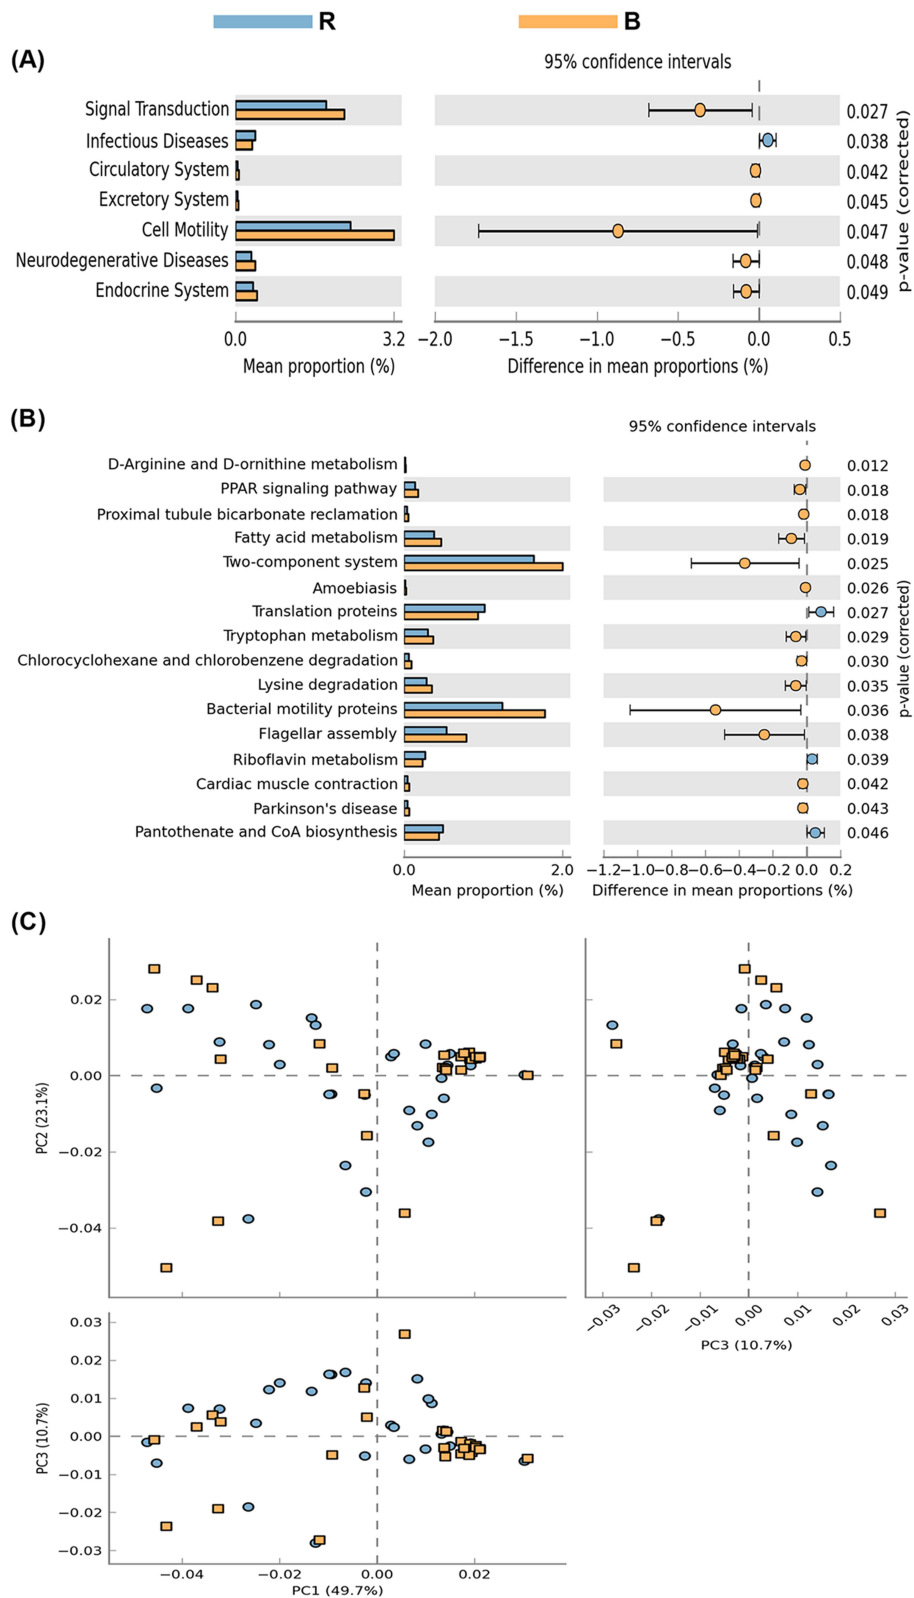 R B
(A)
95% confidence intervals
Signal Transduction 0.027
Infectious Diseases 0.038
Circulatory System 0.042
Excretory System 0.045
Cell Motility 0.047
Neurodegenerative Diseases 0.048
Endocrine System 0.049
p-value (corrected)
0.0 3.2 −2.0 −1.5 −1.0 −0.5 0.0 0.5
Mean proportion (%) Difference in mean proportions (%)
(B)
95% confidence intervals
D-Arginine and D-ornithine metabolism 0.012
PPAR signaling pathway 0.018
Proximal tubule bicarbonate reclamation 0.018
Fatty acid metabolism 0.019
Two-component system 0.025
Amoebiasis 0.026
Translation proteins 0.027
Tryptophan metabolism 0.029
Chlorocyclohexane and chlorobenzene degradation 0.030
Lysine degradation 0.035
Bacterial motility proteins 0.036
Flagellar assembly 0.038
Riboflavin metabolism 0.039
Cardiac muscle contraction 0.042
Parkinson's disease 0.043
Pantothenate and CoA biosynthesis 0.046
p-value (corrected)
0.0 2.0 −1.2−1.0−0.8−0.6−0.4−0.2 0.0 0.2
Mean proportion (%) Difference in mean proportions (%)
(C)
PC2 (23.1%)
0.02
0.00
−0.02
−0.04
−0.03 −0.02 −0.01 0.00 0.01 0.02 0.03
PC3 (10.7%)
PC3 (10.7%)
0.03
0.02
0.01
0.00
−0.01
−0.02
−0.03
−0.04 −0.02 0.00 0.02
PC1 (49.7%)